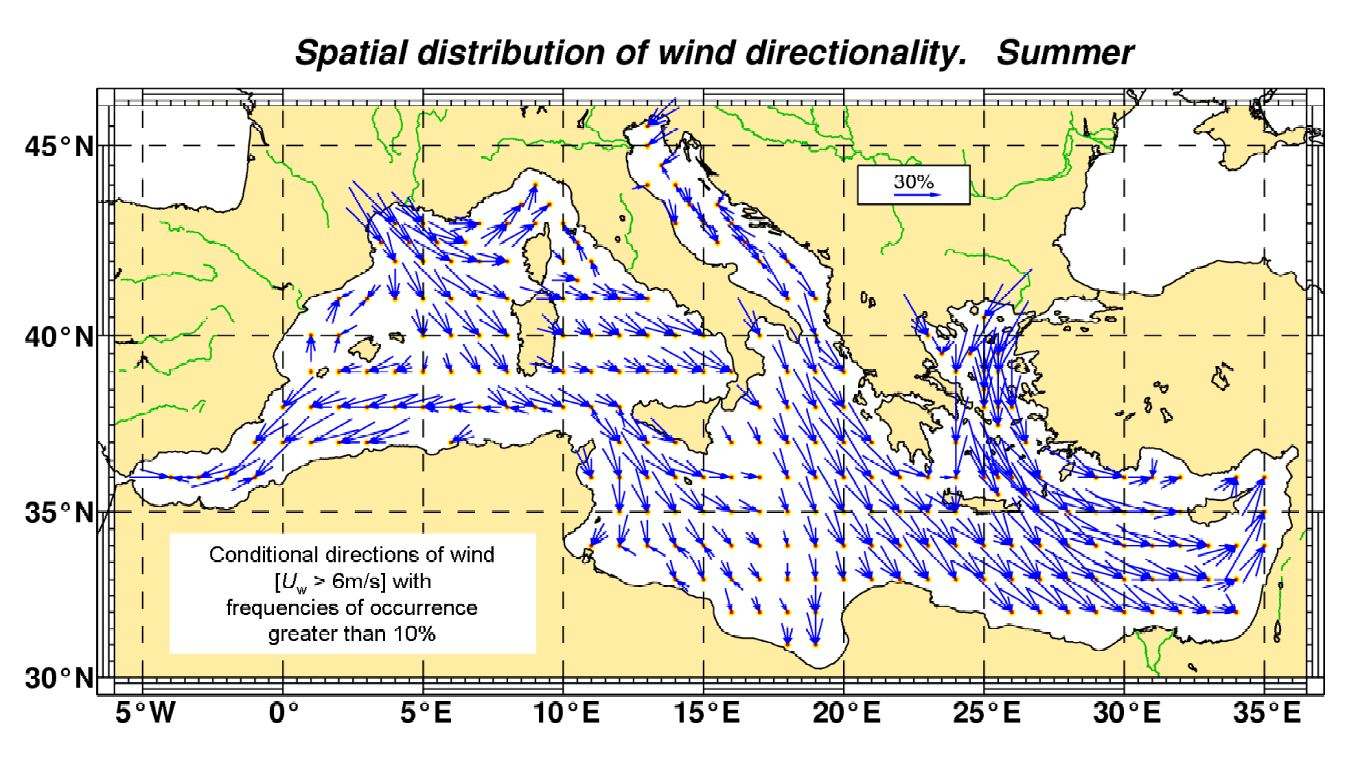 Spatial distribution of wind directionality. Summer
45°N
40°N
35°N
30°N
30%
Conditional directions of wind
[Uw > 6m/s] with
frequencies of occurrence
greater than 10%
5°W 0° 5°E 10°E 15°E 20°E 25°E 30°E 35°E